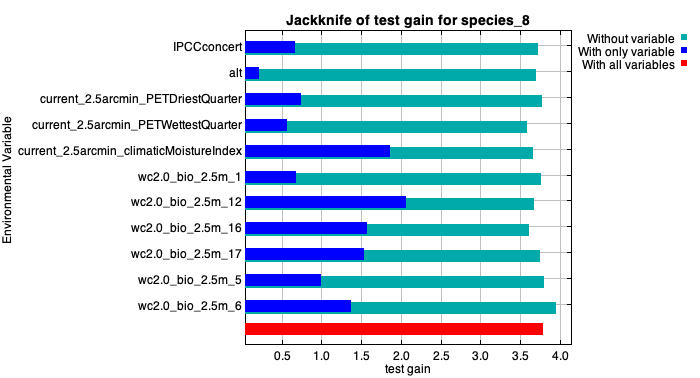 Jackknife of test gain for species_8
Without variable
With only variable
With all variables
Environmental Variable
IPCCconcert
alt
current_2.5arcmin_PETDriestQuarter
current_2.5arcmin_PETWettestQuarter
current_2.5arcmin_climaticMoistureIndex
wc2.0_bio_2.5m_1
wc2.0_bio_2.5m_12
wc2.0_bio_2.5m_16
wc2.0_bio_2.5m_17
wc2.0_bio_2.5m_5
wc2.0_bio_2.5m_6
0.5 1.0 1.5 2.0 2.5 3.0 3.5 4.0
test gain